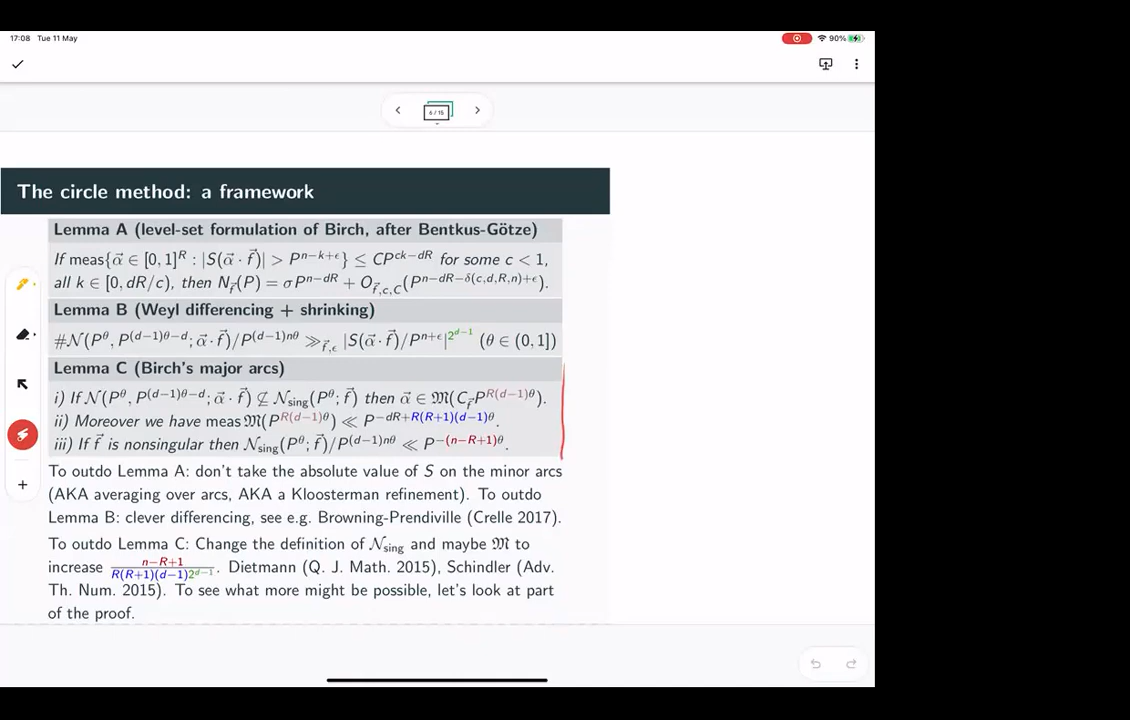 17:08 Tue 11 May
90%
6 / 15
The circle method: a framework
Lemma A (level-set formulation of Birch, after Bentkus-Götze)
If meas{α⃗ ∈ [0, 1]^R : |S(α⃗ · f⃗)| > P^{n−k+ϵ}} ≤ CP^{ck−dR} for some c < 1,
all k ∈ [0, dR/c), then N_{f⃗}(P) = σP^{n−dR} + O_{f⃗,c,C}(P^{n−dR−δ(c,d,R,n)+ϵ}).
Lemma B (Weyl differencing + shrinking)
#𝒩(P^θ, P^{(d−1)θ−d}; α⃗ · f⃗)/P^{(d−1)nθ} ≫_{f⃗,ϵ} |S(α⃗ · f⃗)/P^{n+ϵ}|^{2^{d−1}} (θ ∈ (0, 1])
Lemma C (Birch's major arcs)
i) If 𝒩(P^θ, P^{(d−1)θ−d}; α⃗ · f⃗) ⊈ 𝒩_sing(P^θ; f⃗) then α⃗ ∈ 𝔐(C_{f⃗}P^{R(d−1)θ}).
ii) Moreover we have meas 𝔐(P^{R(d−1)θ}) ≪ P^{−dR+R(R+1)(d−1)θ}.
iii) If f⃗ is nonsingular then 𝒩_sing(P^θ; f⃗)/P^{(d−1)nθ} ≪ P^{−(n−R+1)θ}.
To outdo Lemma A: don't take the absolute value of S on the minor arcs
(AKA averaging over arcs, AKA a Kloosterman refinement). To outdo
Lemma B: clever differencing, see e.g. Browning-Prendiville (Crelle 2017).
To outdo Lemma C: Change the definition of 𝒩_sing and maybe 𝔐 to
increase (n−R+1)/(R(R+1)(d−1)2^{d−1}). Dietmann (Q. J. Math. 2015), Schindler (Adv.
Th. Num. 2015). To see what more might be possible, let's look at part
of the proof.